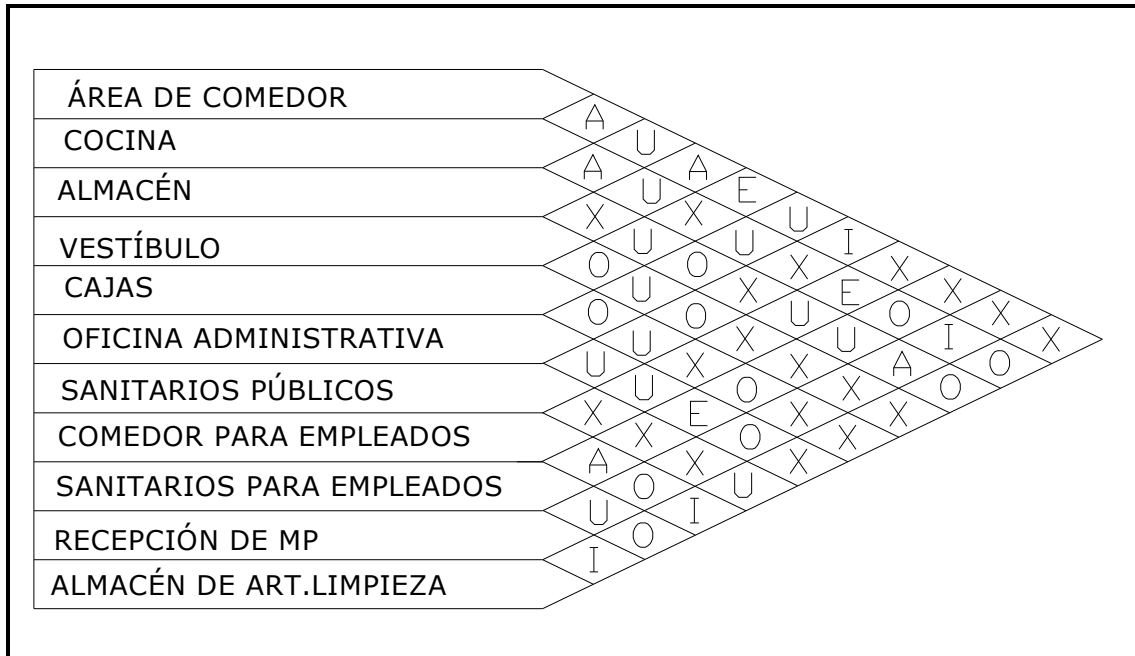 ÁREA DE COMEDOR
A
COCINA U
A A
ALMACÉN U E
X X U
VESTÍBULO U U I
O O X X
CAJAS U X E X
O O U O X
OFICINA ADMINISTRATIVA U X U I X
U X X A O
SANITARIOS PÚBLICOS U O X O
X E X X
COMEDOR PARA EMPLEADOS X O X
A X X
SANITARIOS PARA EMPLEADOS O U
U I
RECEPCIÓN DE MP O
I
ALMACÉN DE ART.LIMPIEZA